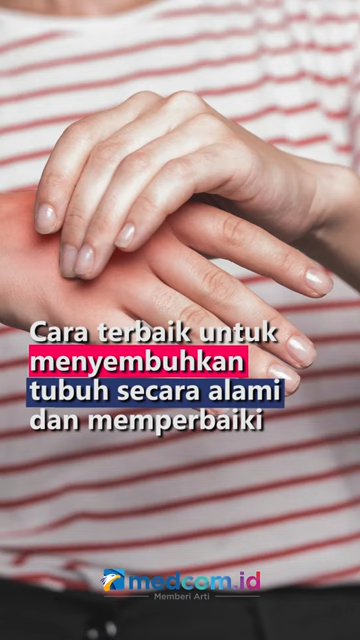 Cara terbaik untuk
menyembuhkan
tubuh secara alami
dan memperbaiki
medcom.id
Memberi Arti